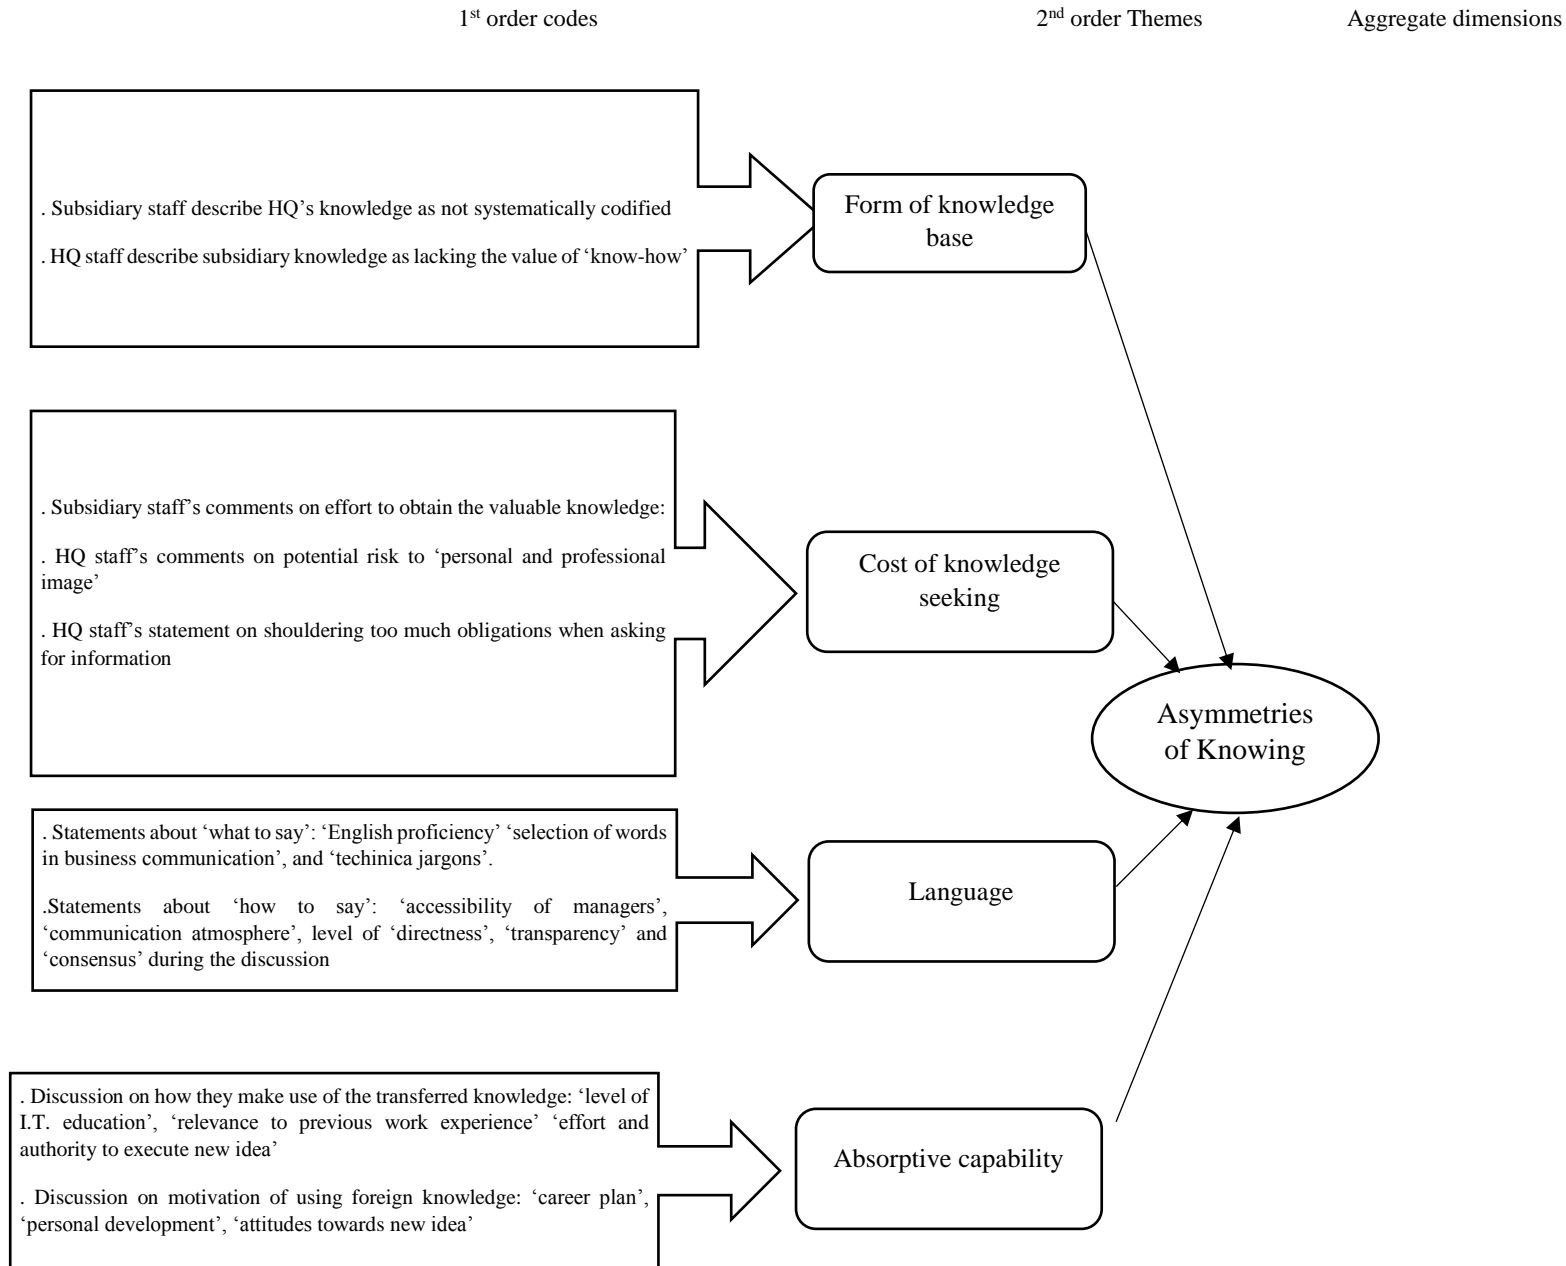 1st order codes
2nd order Themes
Aggregate dimensions
. Subsidiary staff describe HQ’s knowledge as not systematically codified
. HQ staff describe subsidiary knowledge as lacking the value of ‘know-how’
Form of knowledge
base
. Subsidiary staff’s comments on effort to obtain the valuable knowledge:
. HQ staff’s comments on potential risk to ‘personal and professional
image’
. HQ staff’s statement on shouldering too much obligations when asking
for information
Cost of knowledge
seeking
Asymmetries
of Knowing
. Statements about ‘what to say’: ‘English proficiency’ ‘selection of words
in business communication’, and ‘techinica jargons’.
.Statements about ‘how to say’: ‘accessibility of managers’,
‘communication atmosphere’, level of ‘directness’, ‘transparency’ and
‘consensus’ during the discussion
Language
. Discussion on how they make use of the transferred knowledge: ‘level of
I.T. education’, ‘relevance to previous work experience’ ‘effort and
authority to execute new idea’
. Discussion on motivation of using foreign knowledge: ‘career plan’,
‘personal development’, ‘attitudes towards new idea’
Absorptive capability